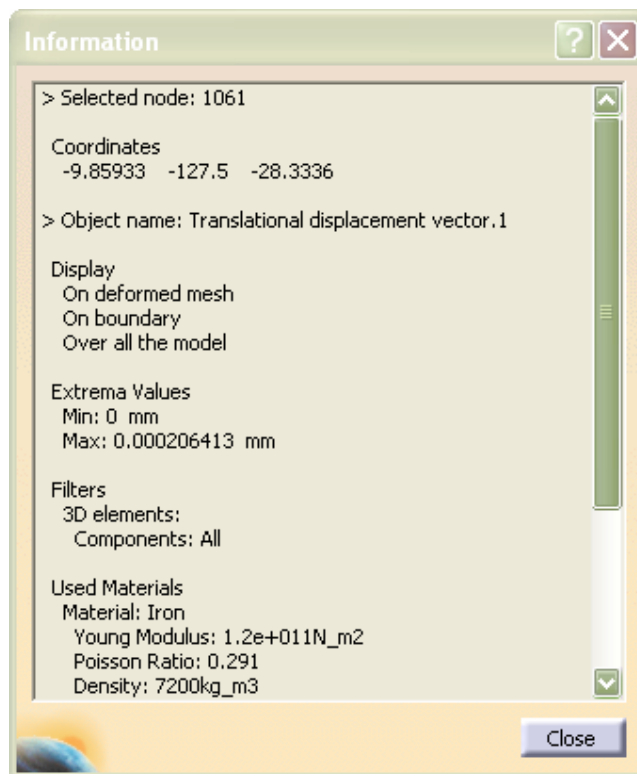 Information
> Selected node: 1061
Coordinates
-9.85933 -127.5 -28.3336
> Object name: Translational displacement vector.1
Display
On deformed mesh
On boundary
Over all the model
Extrema Values
Min: 0 mm
Max: 0.000206413 mm
Filters
3D elements:
Components: All
Used Materials
Material: Iron
Young Modulus: 1.2e+011N_m2
Poisson Ratio: 0.291
Density: 7200kg_m3
Close